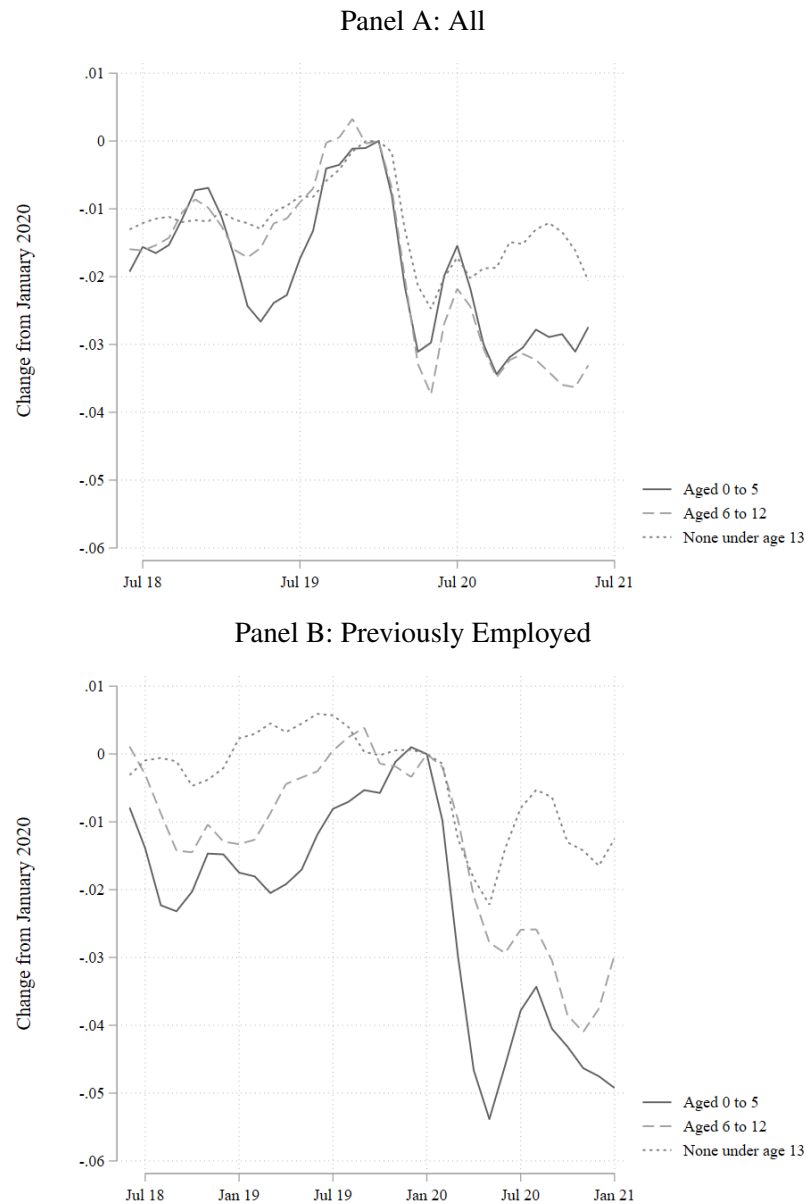 Panel A: All
.01
0
-.01
-.02
-.03
-.04
-.05
-.06
Change from January 2020
Jul 18
Jul 19
Jul 20
Jul 21
Aged 0 to 5
Aged 6 to 12
None under age 13
Panel B: Previously Employed
.01
0
-.01
-.02
-.03
-.04
-.05
-.06
Change from January 2020
Jul 18
Jan 19
Jul 19
Jan 20
Jul 20
Jan 21
Aged 0 to 5
Aged 6 to 12
None under age 13